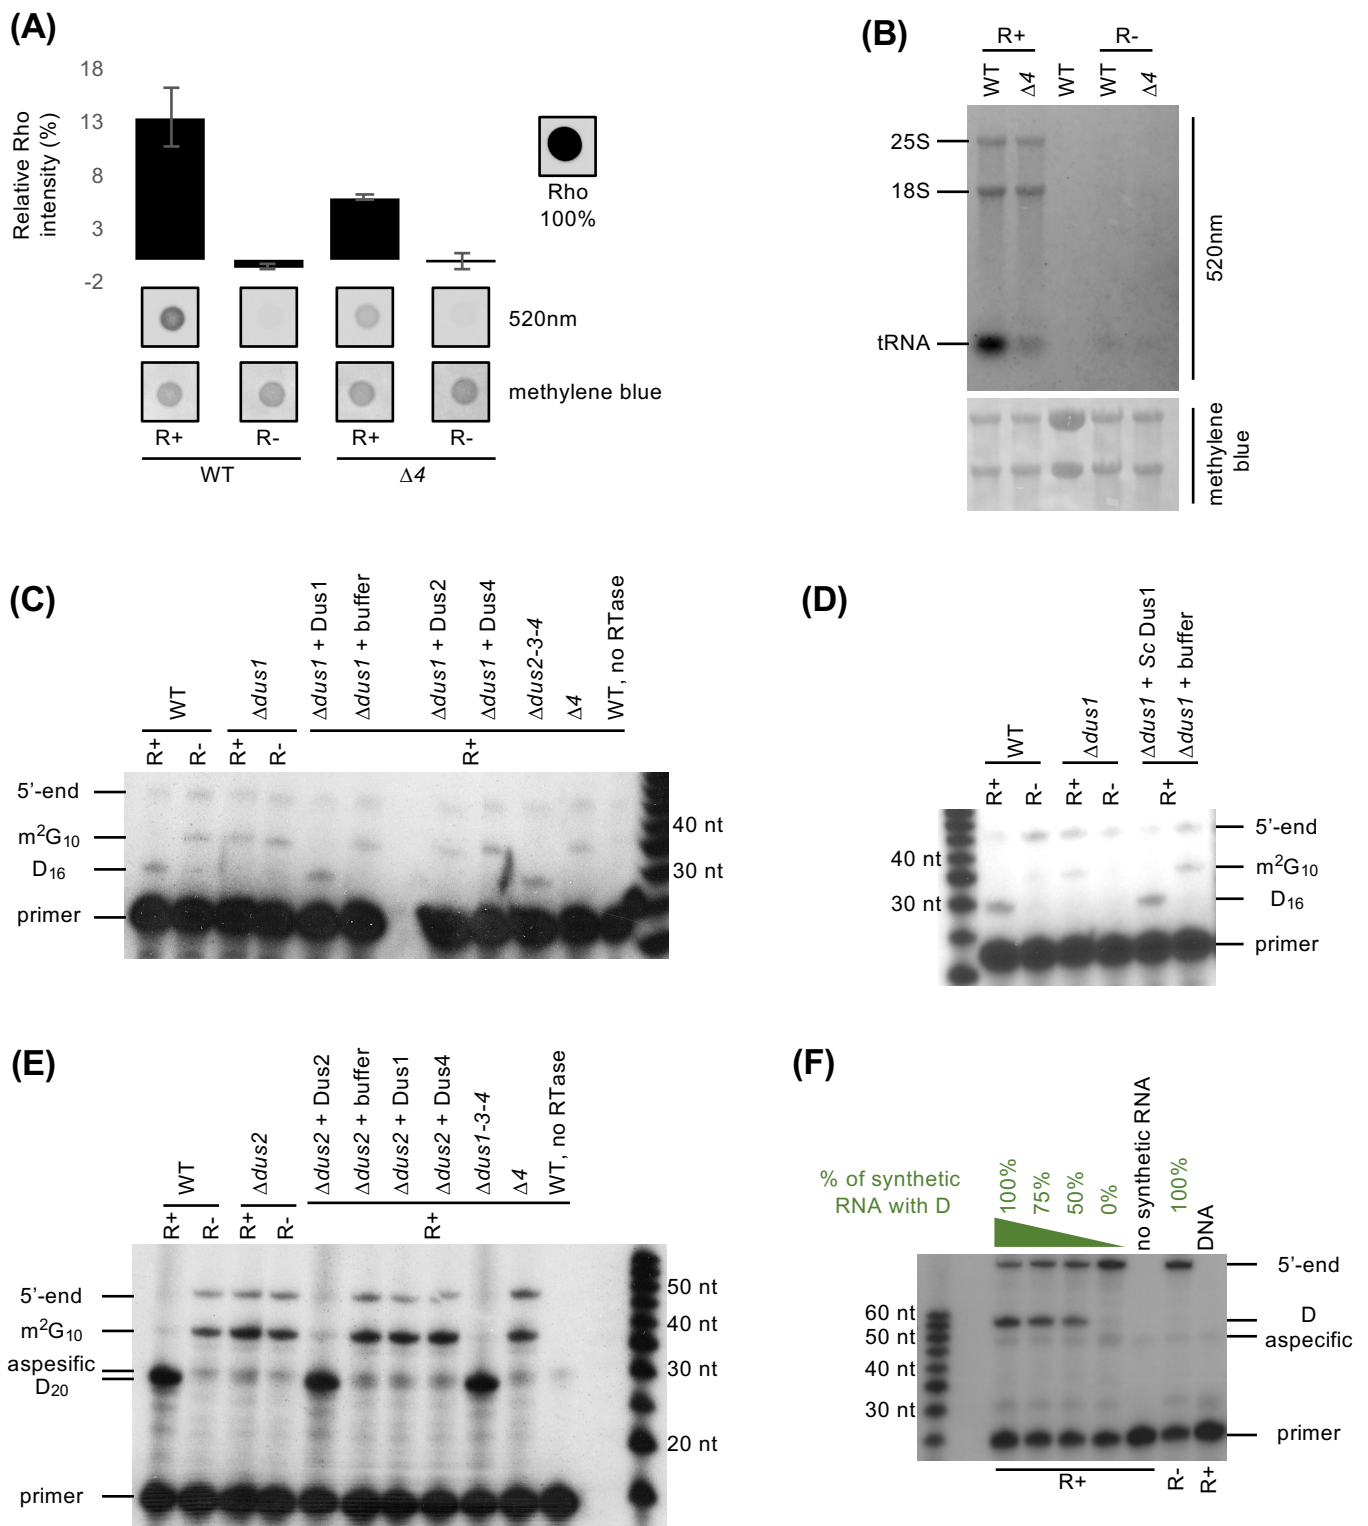 (A)
18
13
8
3
-2
Relative Rho
intensity (%)
Rho
100%
520nm
methylene blue
R+ R- R+ R-
WT Δ4
(B)
R+ R-
WT Δ4 WT WT Δ4
25S
18S
tRNA
520nm
methylene
blue
(C)
WT
Δdus1
Δdus1 + Dus1
Δdus1 + buffer
Δdus1 + Dus2
Δdus1 + Dus4
Δdus2-3-4
Δ4
WT, no RTase
R+ R- R+ R- R+
5’-end
m²G₁₀
D₁₆
primer
40 nt
30 nt
(D)
WT
Δdus1
Δdus1 + Sc Dus1
Δdus1 + buffer
R+ R- R+ R- R+
40 nt
30 nt
5’-end
m²G₁₀
D₁₆
primer
(E)
WT
Δdus2
Δdus2 + Dus2
Δdus2 + buffer
Δdus2 + Dus1
Δdus2 + Dus4
Δdus1-3-4
Δ4
WT, no RTase
R+ R- R+ R- R+
5’-end
m²G₁₀
aspesific
D₂₀
primer
50 nt
40 nt
30 nt
20 nt
(F)
% of synthetic
RNA with D
100%
75%
50%
0%
no synthetic RNA
100%
DNA
60 nt
50 nt
40 nt
30 nt
5’-end
D
aspecific
primer
R+ R- R+